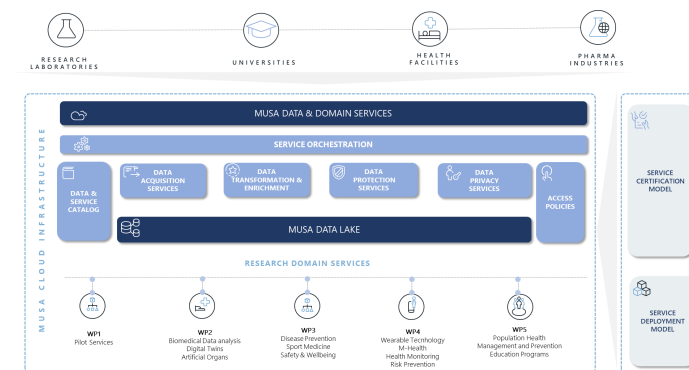 RESEARCH
LABORATORIES
UNIVERSITIES
HEALTH
FACILITIES
PHARMA
INDUSTRIES
MUSA CLOUD INFRASTRUCTURE
MUSA DATA & DOMAIN SERVICES
SERVICE ORCHESTRATION
DATA &
SERVICE
CATALOG
DATA
ACQUISITION
SERVICES
DATA
TRANSFORMATION &
ENRICHMENT
DATA
PROTECTION
SERVICES
DATA
PRIVACY
SERVICES
ACCESS
POLICIES
MUSA DATA LAKE
RESEARCH DOMAIN SERVICES
WP1
Pilot Services
WP2
Biomedical Data analysis
Digital Twins
Artificial Organs
WP3
Disease Prevention
Sport Medicine
Safety & Wellbeing
WP4
Wearable Tecnhology
M-Health
Health Monitoring
Risk Prevention
WP5
Population Health
Management and Prevention
Education Programs
SERVICE
CERTIFICATION
MODEL
SERVICE
DEPLOYMENT
MODEL